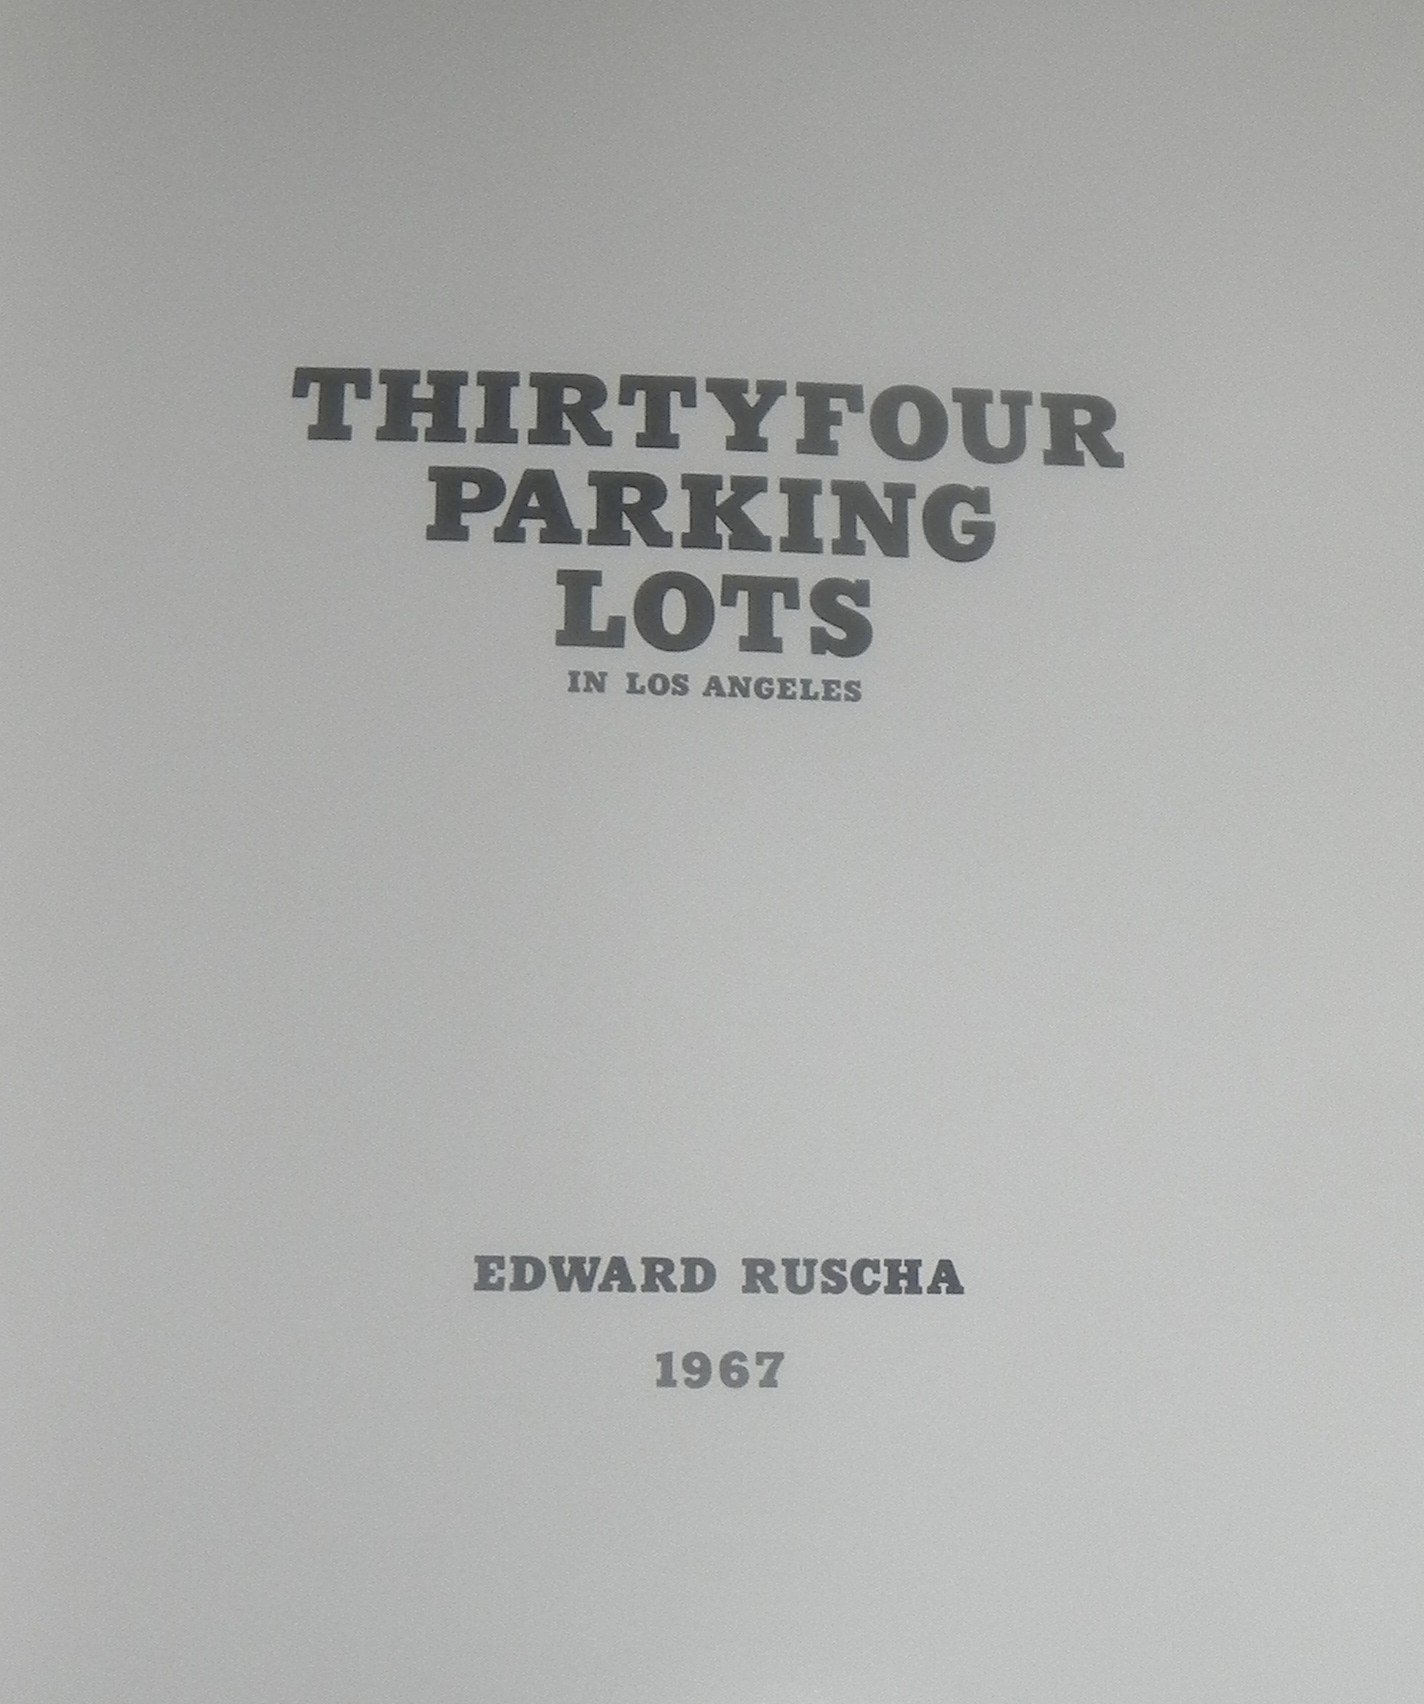 THIRTYFOUR
PARKING
LOTS
IN LOS ANGELES
EDWARD RUSCHA
1967